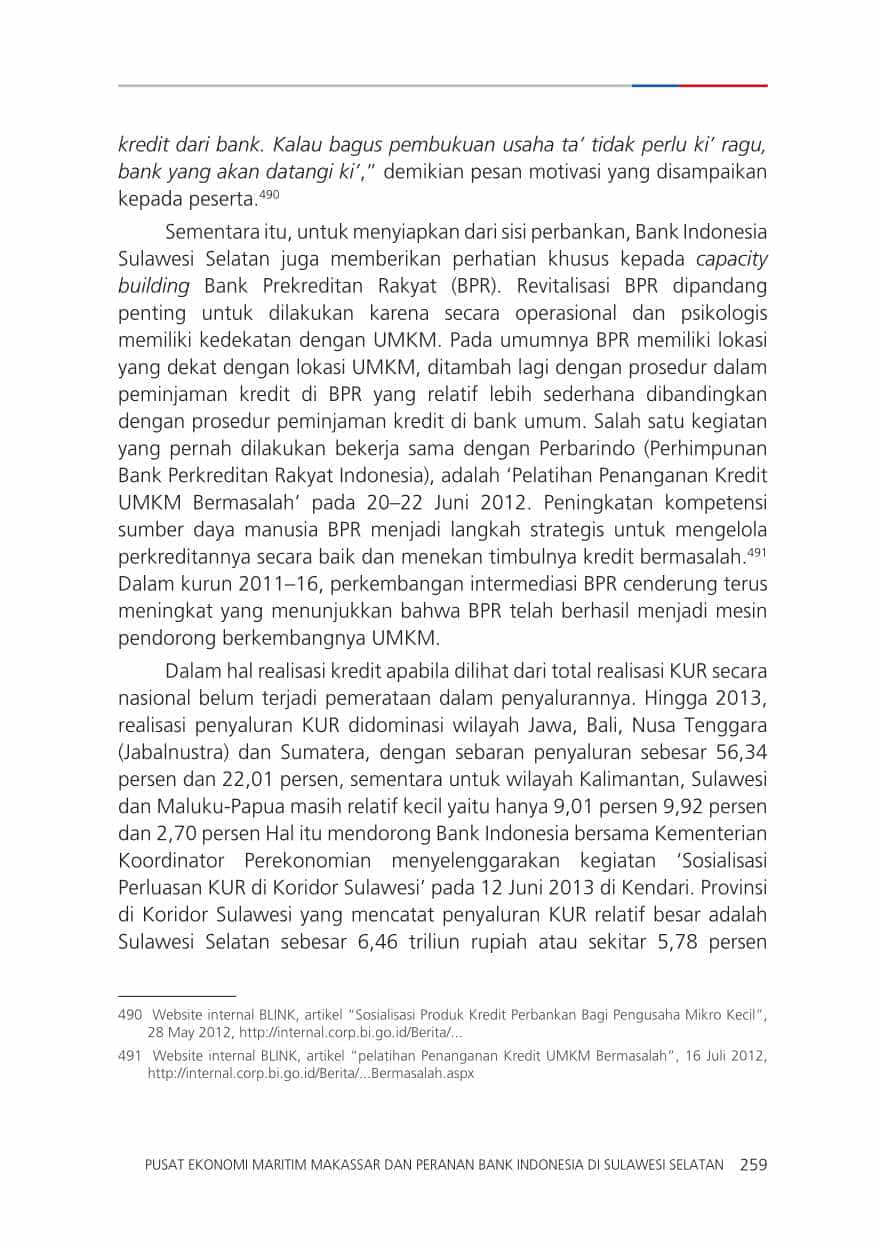 kredit dari bank. Kalau bagus pembukuan usaha ta’ tidak perlu ki’ ragu,
bank yang akan datangi ki’,” demikian pesan motivasi yang disampaikan
kepada peserta.490
Sementara itu, untuk menyiapkan dari sisi perbankan, Bank Indonesia
Sulawesi Selatan juga memberikan perhatian khusus kepada capacity
building Bank Prekreditan Rakyat (BPR). Revitalisasi BPR dipandang
penting untuk dilakukan karena secara operasional dan psikologis
memiliki kedekatan dengan UMKM. Pada umumnya BPR memiliki lokasi
yang dekat dengan lokasi UMKM, ditambah lagi dengan prosedur dalam
peminjaman kredit di BPR yang relatif lebih sederhana dibandingkan
dengan prosedur peminjaman kredit di bank umum. Salah satu kegiatan
yang pernah dilakukan bekerja sama dengan Perbarindo (Perhimpunan
Bank Perkreditan Rakyat Indonesia), adalah ‘Pelatihan Penanganan Kredit
UMKM Bermasalah’ pada 20–22 Juni 2012. Peningkatan kompetensi
sumber daya manusia BPR menjadi langkah strategis untuk mengelola
perkreditannya secara baik dan menekan timbulnya kredit bermasalah.491
Dalam kurun 2011–16, perkembangan intermediasi BPR cenderung terus
meningkat yang menunjukkan bahwa BPR telah berhasil menjadi mesin
pendorong berkembangnya UMKM.
Dalam hal realisasi kredit apabila dilihat dari total realisasi KUR secara
nasional belum terjadi pemerataan dalam penyalurannya. Hingga 2013,
realisasi penyaluran KUR didominasi wilayah Jawa, Bali, Nusa Tenggara
(Jabalnustra) dan Sumatera, dengan sebaran penyaluran sebesar 56,34
persen dan 22,01 persen, sementara untuk wilayah Kalimantan, Sulawesi
dan Maluku-Papua masih relatif kecil yaitu hanya 9,01 persen 9,92 persen
dan 2,70 persen Hal itu mendorong Bank Indonesia bersama Kementerian
Koordinator Perekonomian menyelenggarakan kegiatan ‘Sosialisasi
Perluasan KUR di Koridor Sulawesi’ pada 12 Juni 2013 di Kendari. Provinsi
di Koridor Sulawesi yang mencatat penyaluran KUR relatif besar adalah
Sulawesi Selatan sebesar 6,46 triliun rupiah atau sekitar 5,78 persen
490 Website internal BLINK, artikel “Sosialisasi Produk Kredit Perbankan Bagi Pengusaha Mikro Kecil”,
28 May 2012, http://internal.corp.bi.go.id/Berita/...
491 Website internal BLINK, artikel “pelatihan Penanganan Kredit UMKM Bermasalah”, 16 Juli 2012,
http://internal.corp.bi.go.id/Berita/...Bermasalah.aspx
PUSAT EKONOMI MARITIM MAKASSAR DAN PERANAN BANK INDONESIA DI SULAWESI SELATAN 259